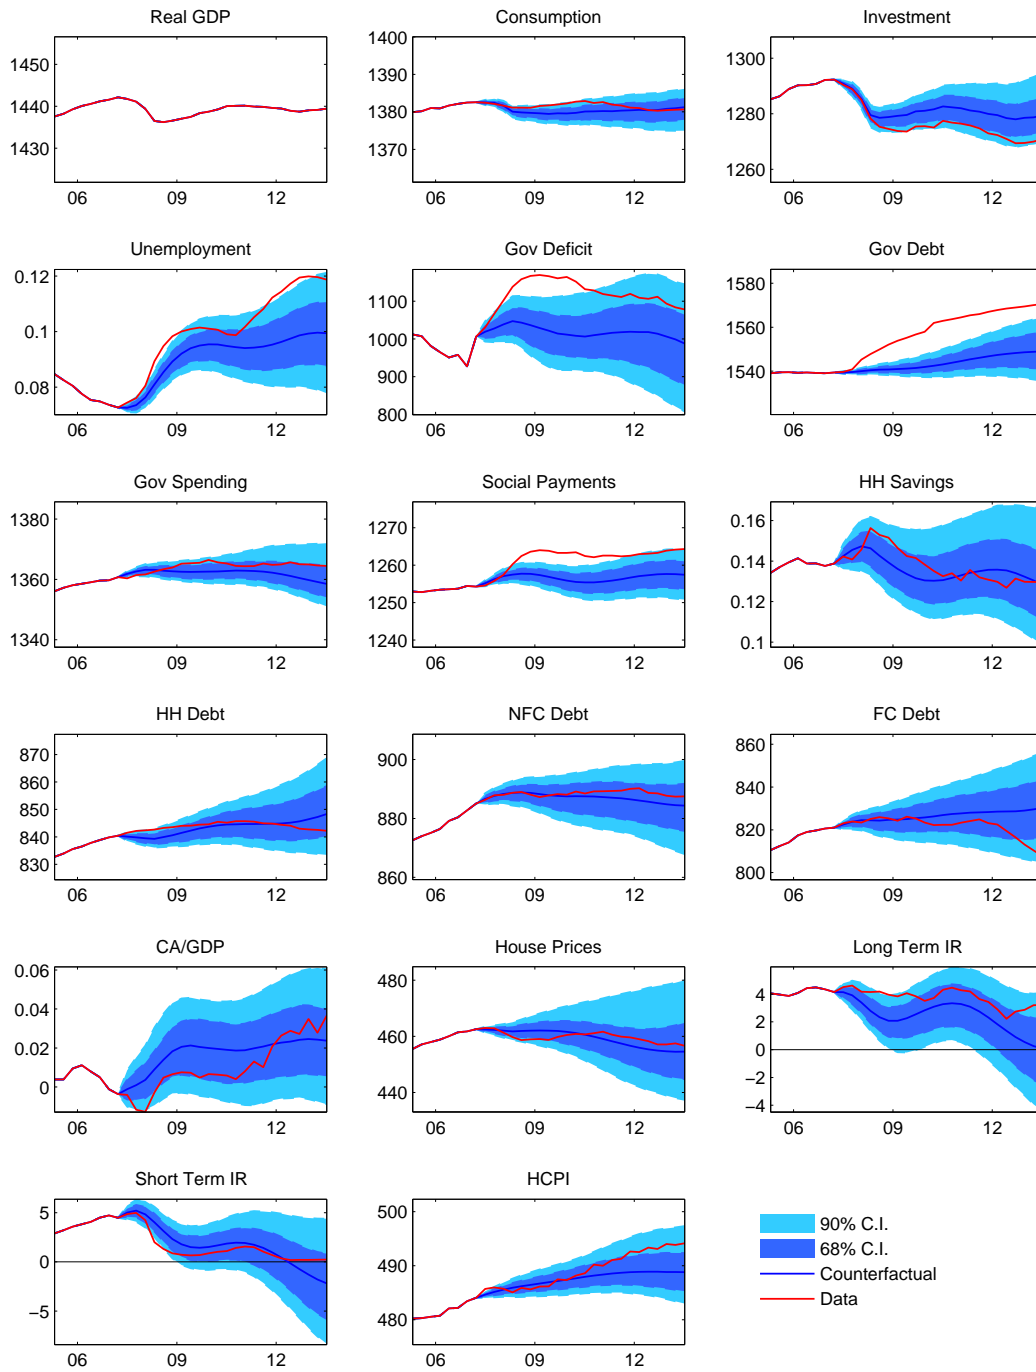 Real GDP Consumption Investment
1450 1400 1300
1440 1390 1280
1430 1380 1260
1370
06 09 12 06 09 12 06 09 12
Unemployment Gov Deficit Gov Debt
0.12 1100 1580
0.1 1000 1560
0.08 900 1540
800
06 09 12 06 09 12 06 09 12
Gov Spending Social Payments HH Savings
1380 1270 0.16
1360 1260 0.14
1340 1250 0.12
1240 0.1
06 09 12 06 09 12 06 09 12
HH Debt NFC Debt FC Debt
870 900 860
860 880 840
850 860 820
840 800
830
06 09 12 06 09 12 06 09 12
CA/GDP House Prices Long Term IR
0.06 480 4
0.04 460 2
0.02 440 0
0 −2
−4
06 09 12 06 09 12 06 09 12
Short Term IR HCPI
5 500 90% C.I.
0 490 68% C.I.
−5 480 Counterfactual
Data
06 09 12 06 09 12